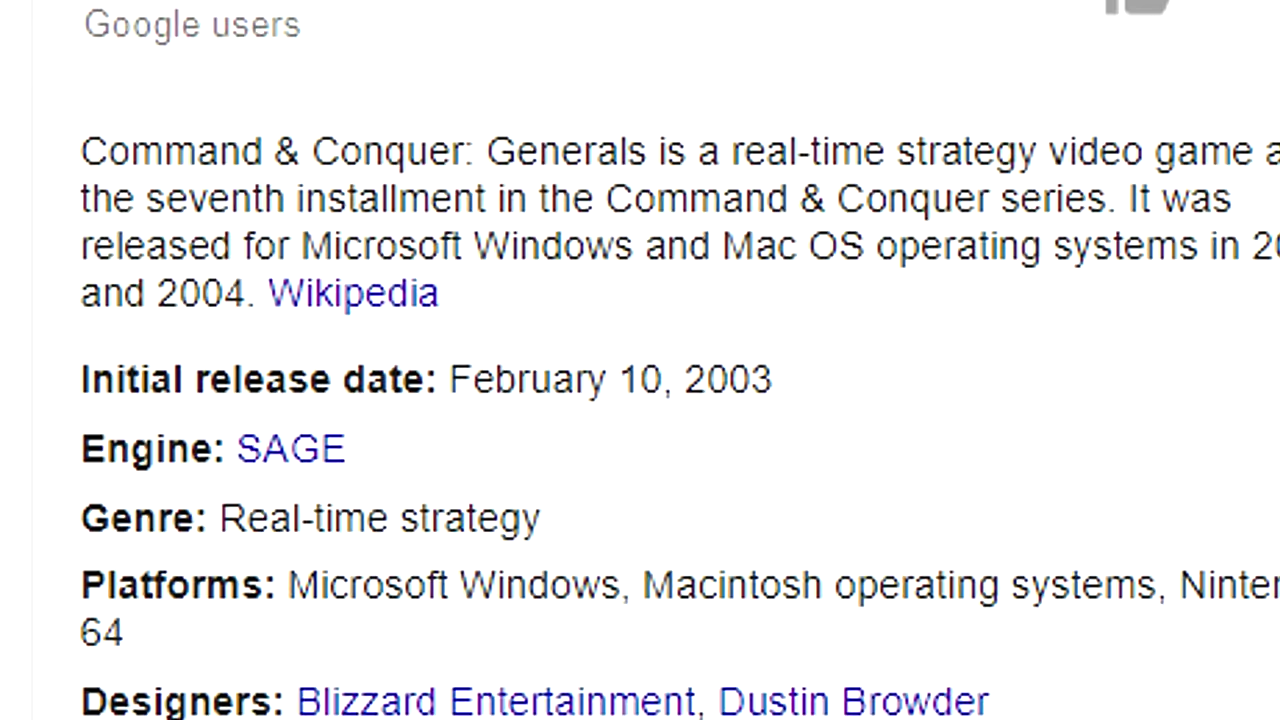 Google users
Command & Conquer: Generals is a real-time strategy video game
the seventh installment in the Command & Conquer series. It was
released for Microsoft Windows and Mac OS operating systems in
and 2004. Wikipedia
Initial release date: February 10, 2003
Engine: SAGE
Genre: Real-time strategy
Platforms: Microsoft Windows, Macintosh operating systems,
64
Designers: Blizzard Entertainment, Dustin Browder